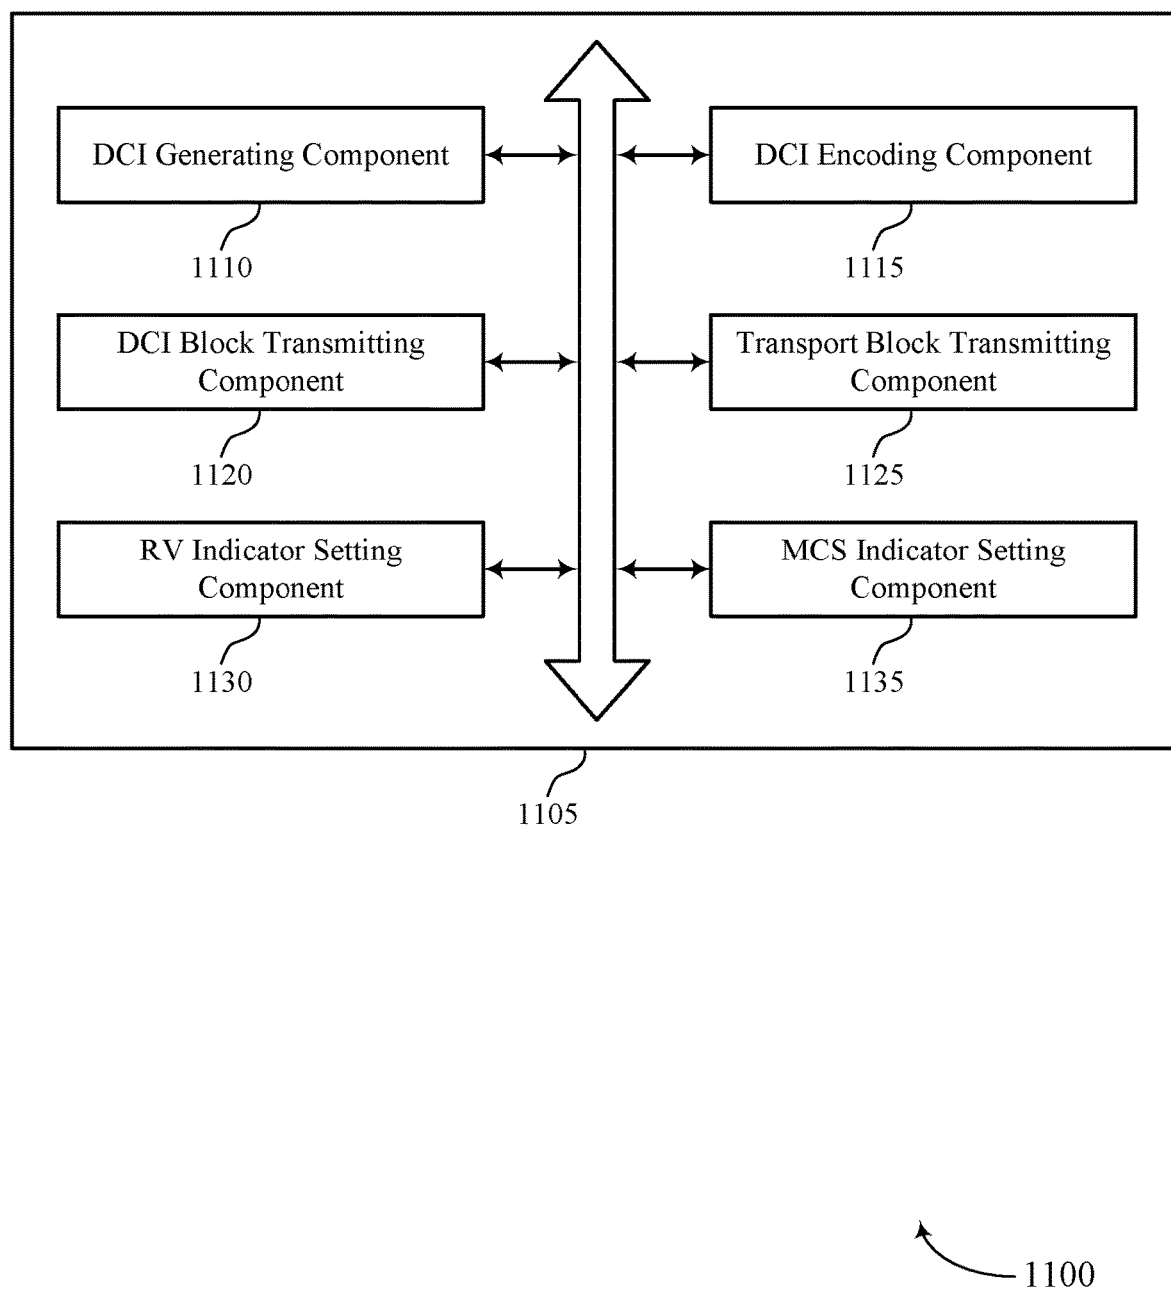 DCI Generating Component
DCI Encoding Component
1110
1115
DCI Block Transmitting
Component
Transport Block Transmitting
Component
1120
1125
RV Indicator Setting
Component
MCS Indicator Setting
Component
1130
1135
1105
1100